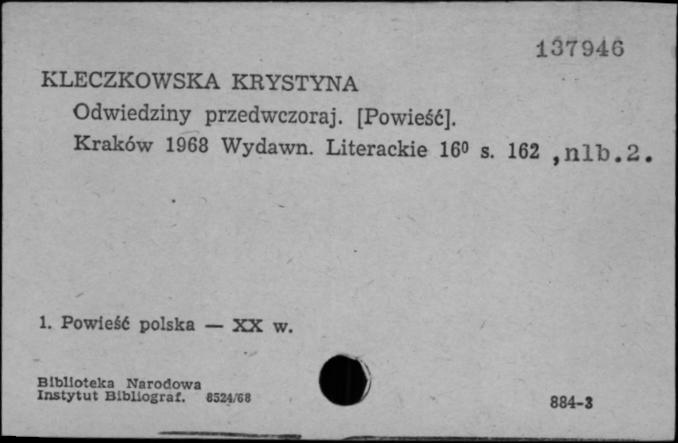 137946
KLECZKOWSKA KRYSTYNA
Odwiedziny przedwczoraj. [Powieść].
Kraków 1968 Wydawn. Literackie 16⁰ s. 162 ,nlb.2.
1. Powieść polska — XX w.
Biblioteka Narodowa
Instytut Bibliograf. 8524/68
884-3